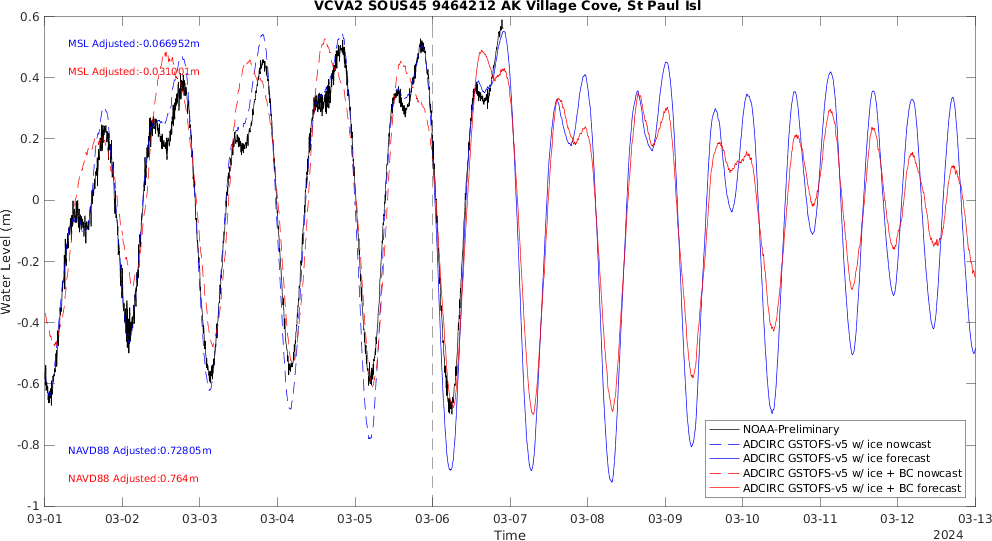 VCVA2 SOUS45 9464212 AK Village Cove, St Paul Isl
Water Level (m)
0.6
0.4
0.2
0
-0.2
-0.4
-0.6
-0.8
-1
MSL Adjusted:-0.066952m
MSL Adjusted:-0.031001m
NAVD88 Adjusted:0.72805m
NAVD88 Adjusted:0.764m
NOAA-Preliminary
ADCIRC GSTOFS-v5 w/ ice nowcast
ADCIRC GSTOFS-v5 w/ ice forecast
ADCIRC GSTOFS-v5 w/ ice + BC nowcast
ADCIRC GSTOFS-v5 w/ ice + BC forecast
03-01 03-02 03-03 03-04 03-05 03-06 03-07 03-08 03-09 03-10 03-11 03-12 03-13
Time
2024